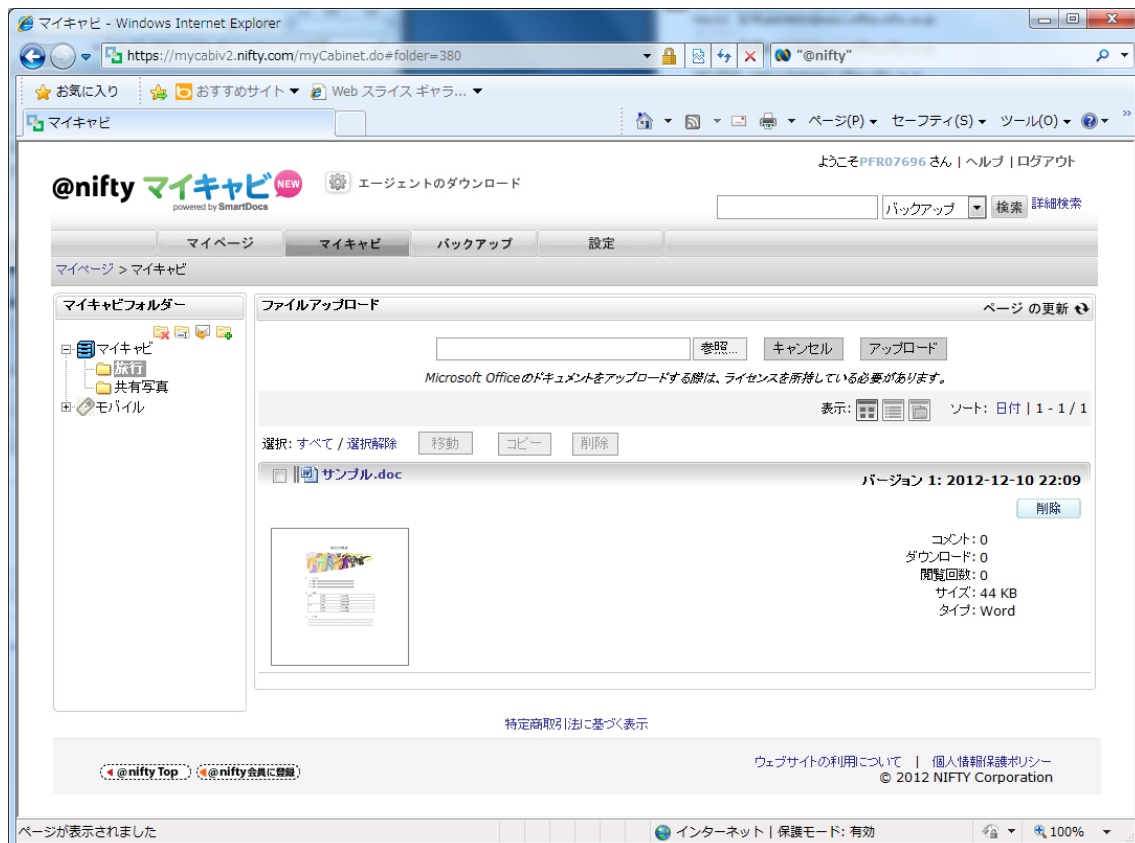 マイキャビ - Windows Internet Explorer
https://mycabiv2.nifty.com/myCabinet.do#folder=380
"@nifty"
お気に入り おすすめサイト ▼ Web スライス ギャラ... ▼
マイキャビ
ページ(P) セーフティ(S) ツール(O)
ようこそPFR07696 さん | ヘルプ | ログアウト
@nifty マイキャビ NEW
powered by SmartDocs
エージェントのダウンロード
バックアップ 検索 詳細検索
マイページ マイキャビ バックアップ 設定
マイページ > マイキャビ
マイキャビフォルダー
マイキャビ
旅行
共有写真
モバイル
ファイルアップロード ページ の更新
参照... キャンセル アップロード
Microsoft Officeのドキュメントをアップロードする際は、ライセンスを所持している必要があります。
表示: ソート: 日付 | 1 - 1 / 1
選択: すべて / 選択解除 移動 コピー 削除
サンプル.doc バージョン 1: 2012-12-10 22:09
削除
コメント: 0
ダウンロード: 0
閲覧回数: 0
サイズ: 44 KB
タイプ: Word
特定商取引法に基づく表示
@nifty Top @nifty会員に登録
ウェブサイトの利用について | 個人情報保護ポリシー
© 2012 NIFTY Corporation
ページが表示されました インターネット | 保護モード: 有効 100%